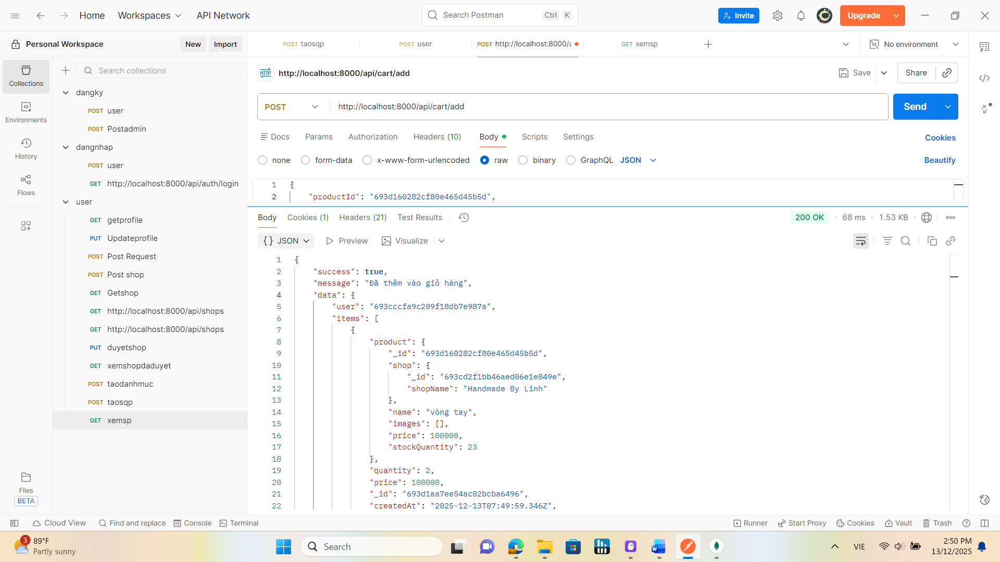 Home Workspaces API Network Search Postman Ctrl K Invite Upgrade
Personal Workspace New Import POST taosqp POST user POST http://localhost:8000/a GET xemsp No environment
Collections
Environments
History
Flows
Files
BETA
Search collections
dangky
POST user
POST Postadmin
dangnhap
POST user
GET http://localhost:8000/api/auth/login
user
GET getprofile
PUT Updateprofile
POST Post Request
POST Post shop
GET Getshop
GET http://localhost:8000/api/shops
GET http://localhost:8000/api/shops
PUT duyetshop
GET xemshopdaduyet
POST taodanhmuc
POST taosqp
GET xemsp
HTTP http://localhost:8000/api/cart/add Save Share
POST http://localhost:8000/api/cart/add Send
Docs Params Authorization Headers (10) Body Scripts Settings Cookies
none form-data x-www-form-urlencoded raw binary GraphQL JSON Beautify
1 {
2 "productId": "693d160282cf80e465d45b5d",
Body Cookies (1) Headers (21) Test Results 200 OK 68 ms 1.53 KB
{} JSON Preview Visualize
1 {
2 "success": true,
3 "message": "Đã thêm vào giỏ hàng",
4 "data": {
5 "user": "693cccfa9c209f18db7e987a",
6 "items": [
7 {
8 "product": {
9 "_id": "693d160282cf80e465d45b5d",
10 "shop": {
11 "_id": "693cd2f1bb46aed06e1e849e",
12 "shopName": "Handmade By Linh"
13 },
14 "name": "vòng tay",
15 "images": [],
16 "price": 100000,
17 "stockQuantity": 23
18 },
19 "quantity": 2,
20 "price": 100000,
21 "_id": "693d1aa7ee54ac02bcba6496",
22 "createdAt": "2025-12-13T07:49:59.346Z",
Cloud View Find and replace Console Terminal Runner Start Proxy Cookies Vault Trash
3 89°F
Partly sunny
Search
W
VIE
2:50 PM
13/12/2025